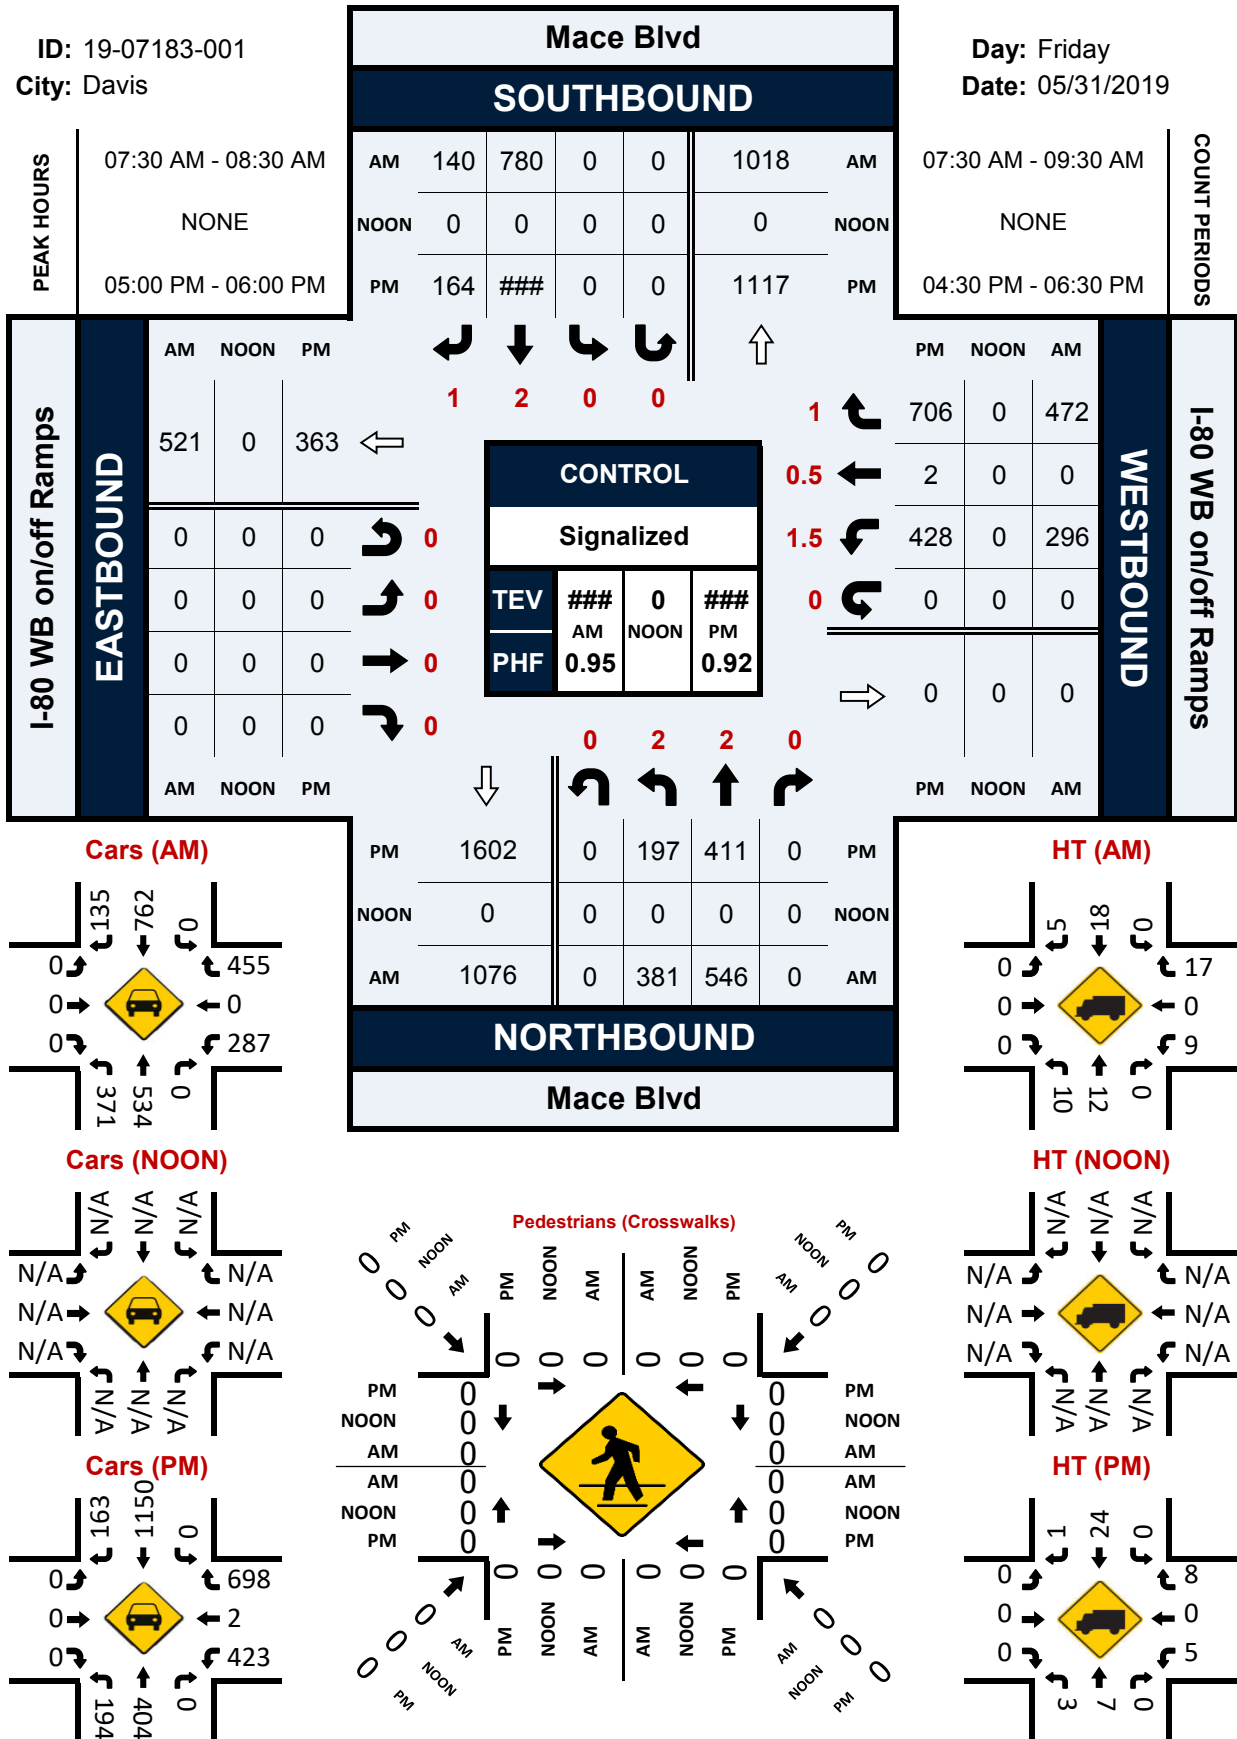 ID: 19-07183-001
City: Davis
Mace Blvd
SOUTHBOUND
Day: Friday
Date: 05/31/2019
PEAK HOURS
07:30 AM - 08:30 AM
NONE
05:00 PM - 06:00 PM
AM 140 780 0 0 1018 AM
NOON 0 0 0 0 0 NOON
PM 164 ### 0 0 1117 PM
07:30 AM - 09:30 AM
NONE
04:30 PM - 06:30 PM
COUNT PERIODS
1 2 0 0
I-80 WB on/off Ramps
EASTBOUND
AM NOON PM
521 0 363
0 0 0 0
0 0 0 0
0 0 0 0
0 0 0 0
AM NOON PM
CONTROL
Signalized
TEV ### 0 ###
AM NOON PM
PHF 0.95 0.92
PM NOON AM
1 706 0 472
0.5 2 0 0
1.5 428 0 296
0 0 0 0
0 0 0
PM NOON AM
WESTBOUND
I-80 WB on/off Ramps
0 2 2 0
PM 1602 0 197 411 0 PM
NOON 0 0 0 0 0 NOON
AM 1076 0 381 546 0 AM
NORTHBOUND
Mace Blvd
Cars (AM)
135 762 0
0 455
0 0
0 287
371 534 0
HT (AM)
5 18 0
0 17
0 0
0 9
10 12 0
Cars (NOON)
N/A N/A N/A
N/A N/A
N/A N/A
N/A N/A
N/A N/A N/A
HT (NOON)
N/A N/A N/A
N/A N/A
N/A N/A
N/A N/A
N/A N/A N/A
Pedestrians (Crosswalks)
PM NOON AM
0 0 0
PM NOON AM AM NOON PM
PM NOON AM
0 0 0
0 0 0 0 0 0
PM 0 0 PM
NOON 0 0 NOON
AM 0 0 AM
AM 0 0 AM
NOON 0 0 NOON
PM 0 0 PM
0 0 0 0 0 0
0 0 0
AM NOON PM
PM NOON AM AM NOON PM
0 0 0
AM NOON PM
Cars (PM)
163 1150 0
0 698
0 2
0 423
194 404 0
HT (PM)
1 24 0
0 8
0 0
0 5
3 7 0